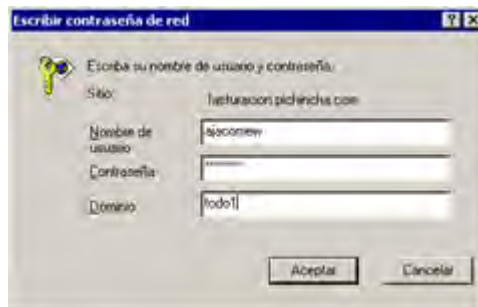 Escribir contraseña de red
Escriba su nombre de usuario y contraseña.
Sitio: facturacion.pichincha.com
Nombre de usuario ajacomew
Contraseña ********
Dominio todo1
Aceptar Cancelar